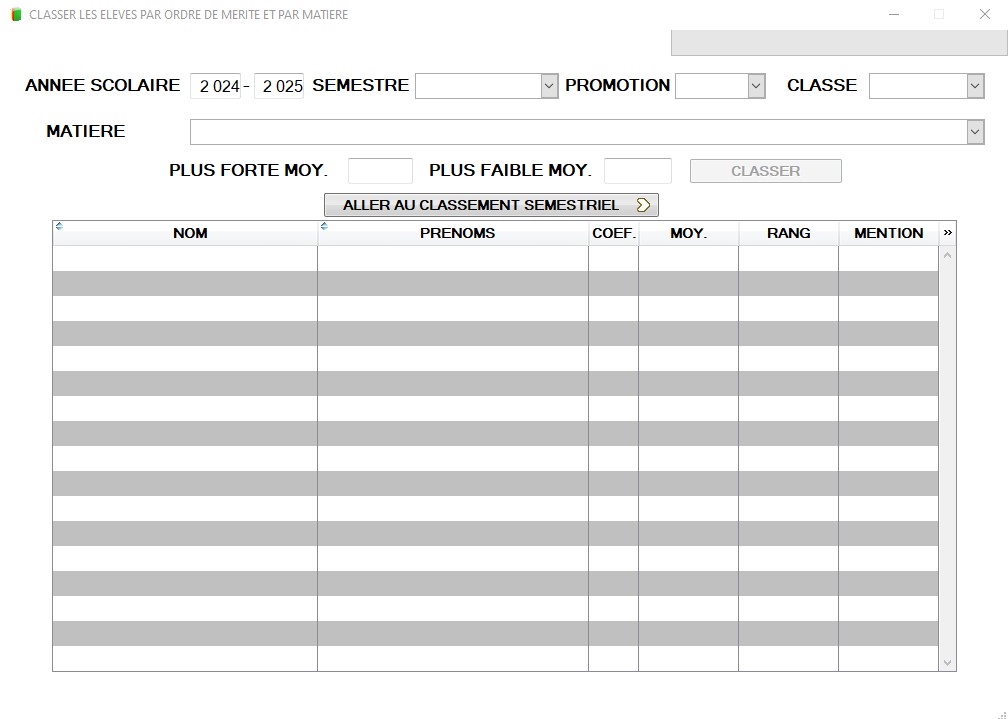 CLASSER LES ELEVES PAR ORDRE DE MERITE ET PAR MATIERE
ANNEE SCOLAIRE 2 024 - 2 025 SEMESTRE PROMOTION CLASSE
MATIERE
PLUS FORTE MOY. PLUS FAIBLE MOY. CLASSER
ALLER AU CLASSEMENT SEMESTRIEL
NOM PRENOMS COEF. MOY. RANG MENTION »